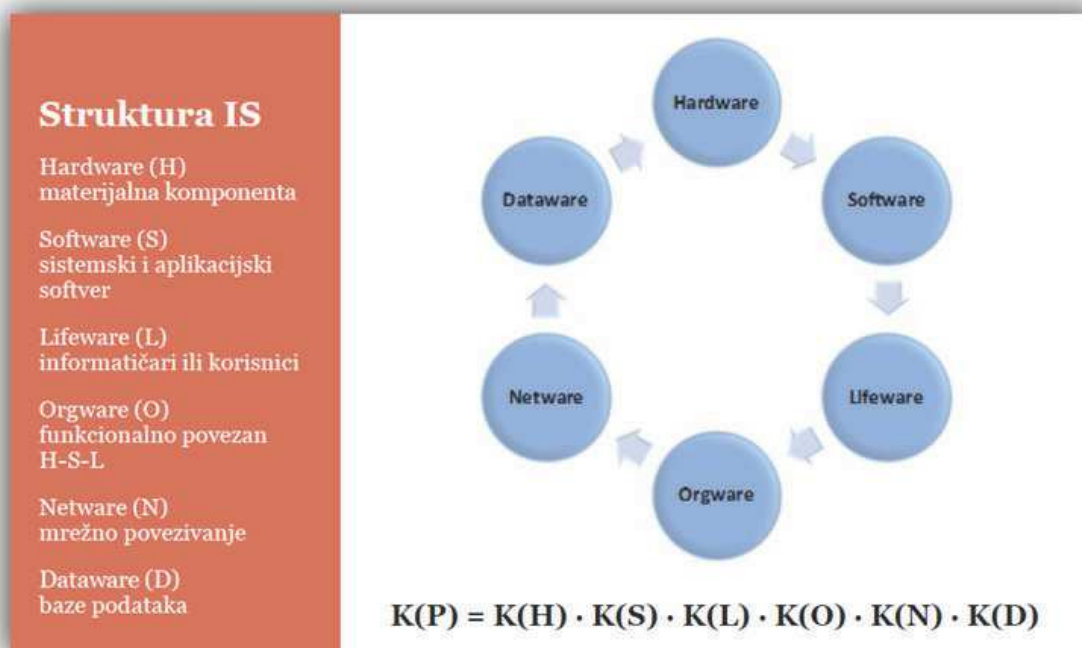 Struktura IS
Hardware (H)
materijalna komponenta
Software (S)
sistemski i aplikacijski
softver
Lifeware (L)
informatičari ili korisnici
Orgware (O)
funkcionalno povezan
H-S-L
Netware (N)
mrežno povezivanje
Dataware (D)
baze podataka
Hardware
Software
Lifeware
Orgware
Netware
Dataware
K(P) = K(H) · K(S) · K(L) · K(O) · K(N) · K(D)